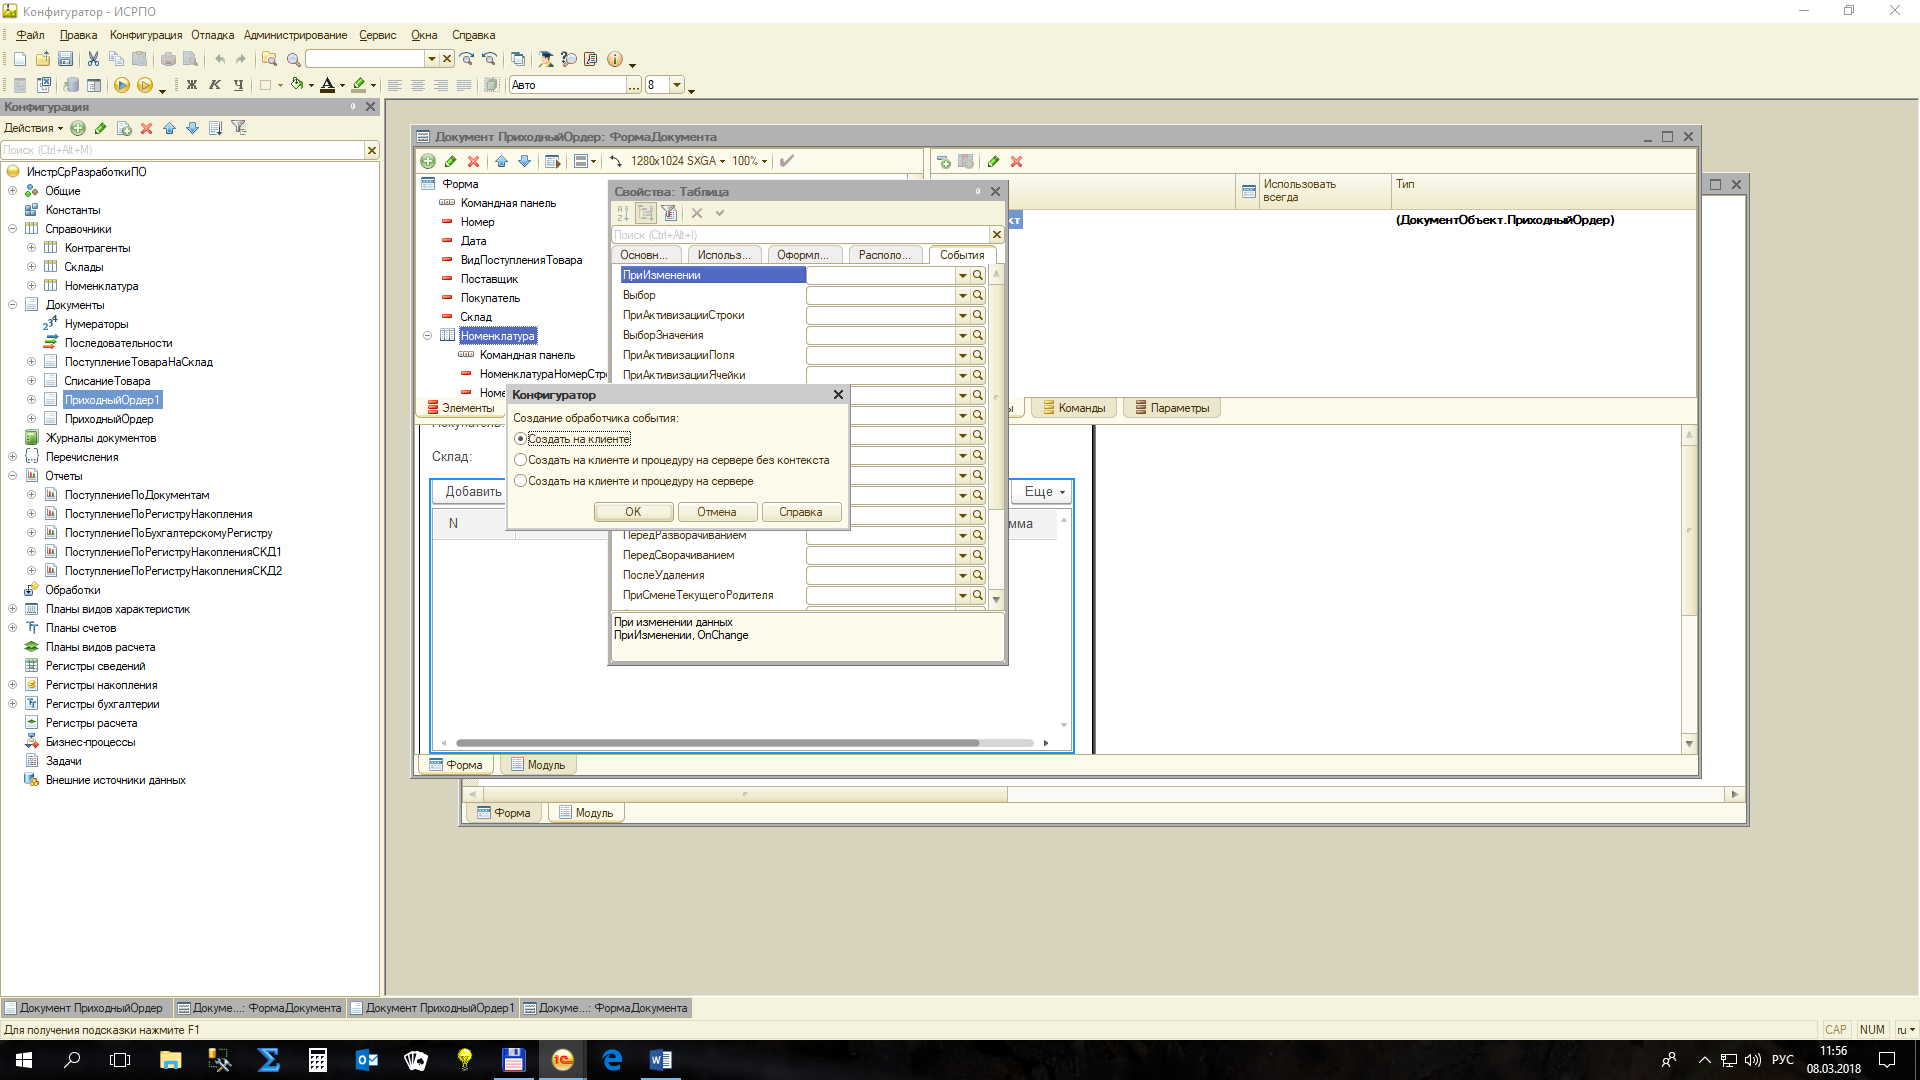 Конфигуратор - ИСРПО
Файл Правка Конфигурация Отладка Администрирование Сервис Окна Справка
Ж К Ч А Авто ... 8
Конфигурация
Действия
Поиск (Ctrl+Alt+M)
ИнстрСрРазработкиПО
Общие
Константы
Справочники
Контрагенты
Склады
Номенклатура
Документы
Нумераторы
Последовательности
ПоступлениеТовараНаСклад
СписаниеТовара
ПриходныйОрдер1
ПриходныйОрдер
Журналы документов
Перечисления
Отчеты
ПоступлениеПоДокументам
ПоступлениеПоРегиструНакопления
ПоступлениеПоБухгалтерскомуРегистру
ПоступлениеПоРегиструНакопленияСКД1
ПоступлениеПоРегиструНакопленияСКД2
Обработки
Планы видов характеристик
Планы счетов
Планы видов расчета
Регистры сведений
Регистры накопления
Регистры бухгалтерии
Регистры расчета
Бизнес-процессы
Задачи
Внешние источники данных
Документ ПриходныйОрдер: ФормаДокумента
1280x1024 SXGA 100%
Форма
Командная панель
Номер
Дата
ВидПоступленияТовара
Поставщик
Покупатель
Склад
Номенклатура
Командная панель
НоменклатураНомерСтро
Номе
Элементы
Использовать
всегда
Тип
кт
(ДокументОбъект.ПриходныйОрдер)
ы Команды Параметры
Свойства: Таблица
Поиск (Ctrl+Alt+I)
Основн... Использ... Оформл... Располо... События
ПриИзменении
Выбор
ПриАктивизацииСтроки
ВыборЗначения
ПриАктивизацииПоля
ПриАктивизацииЯчейки
ПередРазворачиванием
ПередСворачиванием
ПослеУдаления
ПриСменеТекущегоРодителя
При изменении данных
ПриИзменении, OnChange
Конфигуратор
Создание обработчика события:
Создать на клиенте
Создать на клиенте и процедуру на сервере без контекста
Создать на клиенте и процедуру на сервере
OK Отмена Справка
Покупатель:
Склад:
Добавить Еще
N мма
Форма Модуль
Форма Модуль
Документ ПриходныйОрдер Докуме...: ФормаДокумента Документ ПриходныйОрдер1 Докуме...: ФормаДокумента
Для получения подсказки нажмите F1 CAP NUM ru
РУС
11:56
08.03.2018